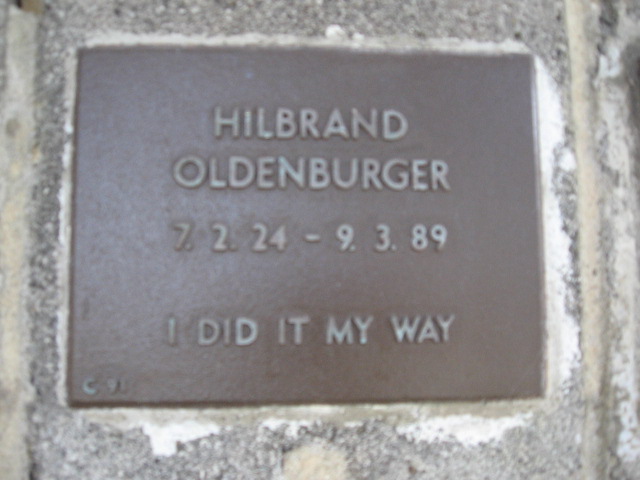 HILBRAND
OLDENBURGER
7. 2. 24 - 9. 3. 89
I DID IT MY WAY
C 91